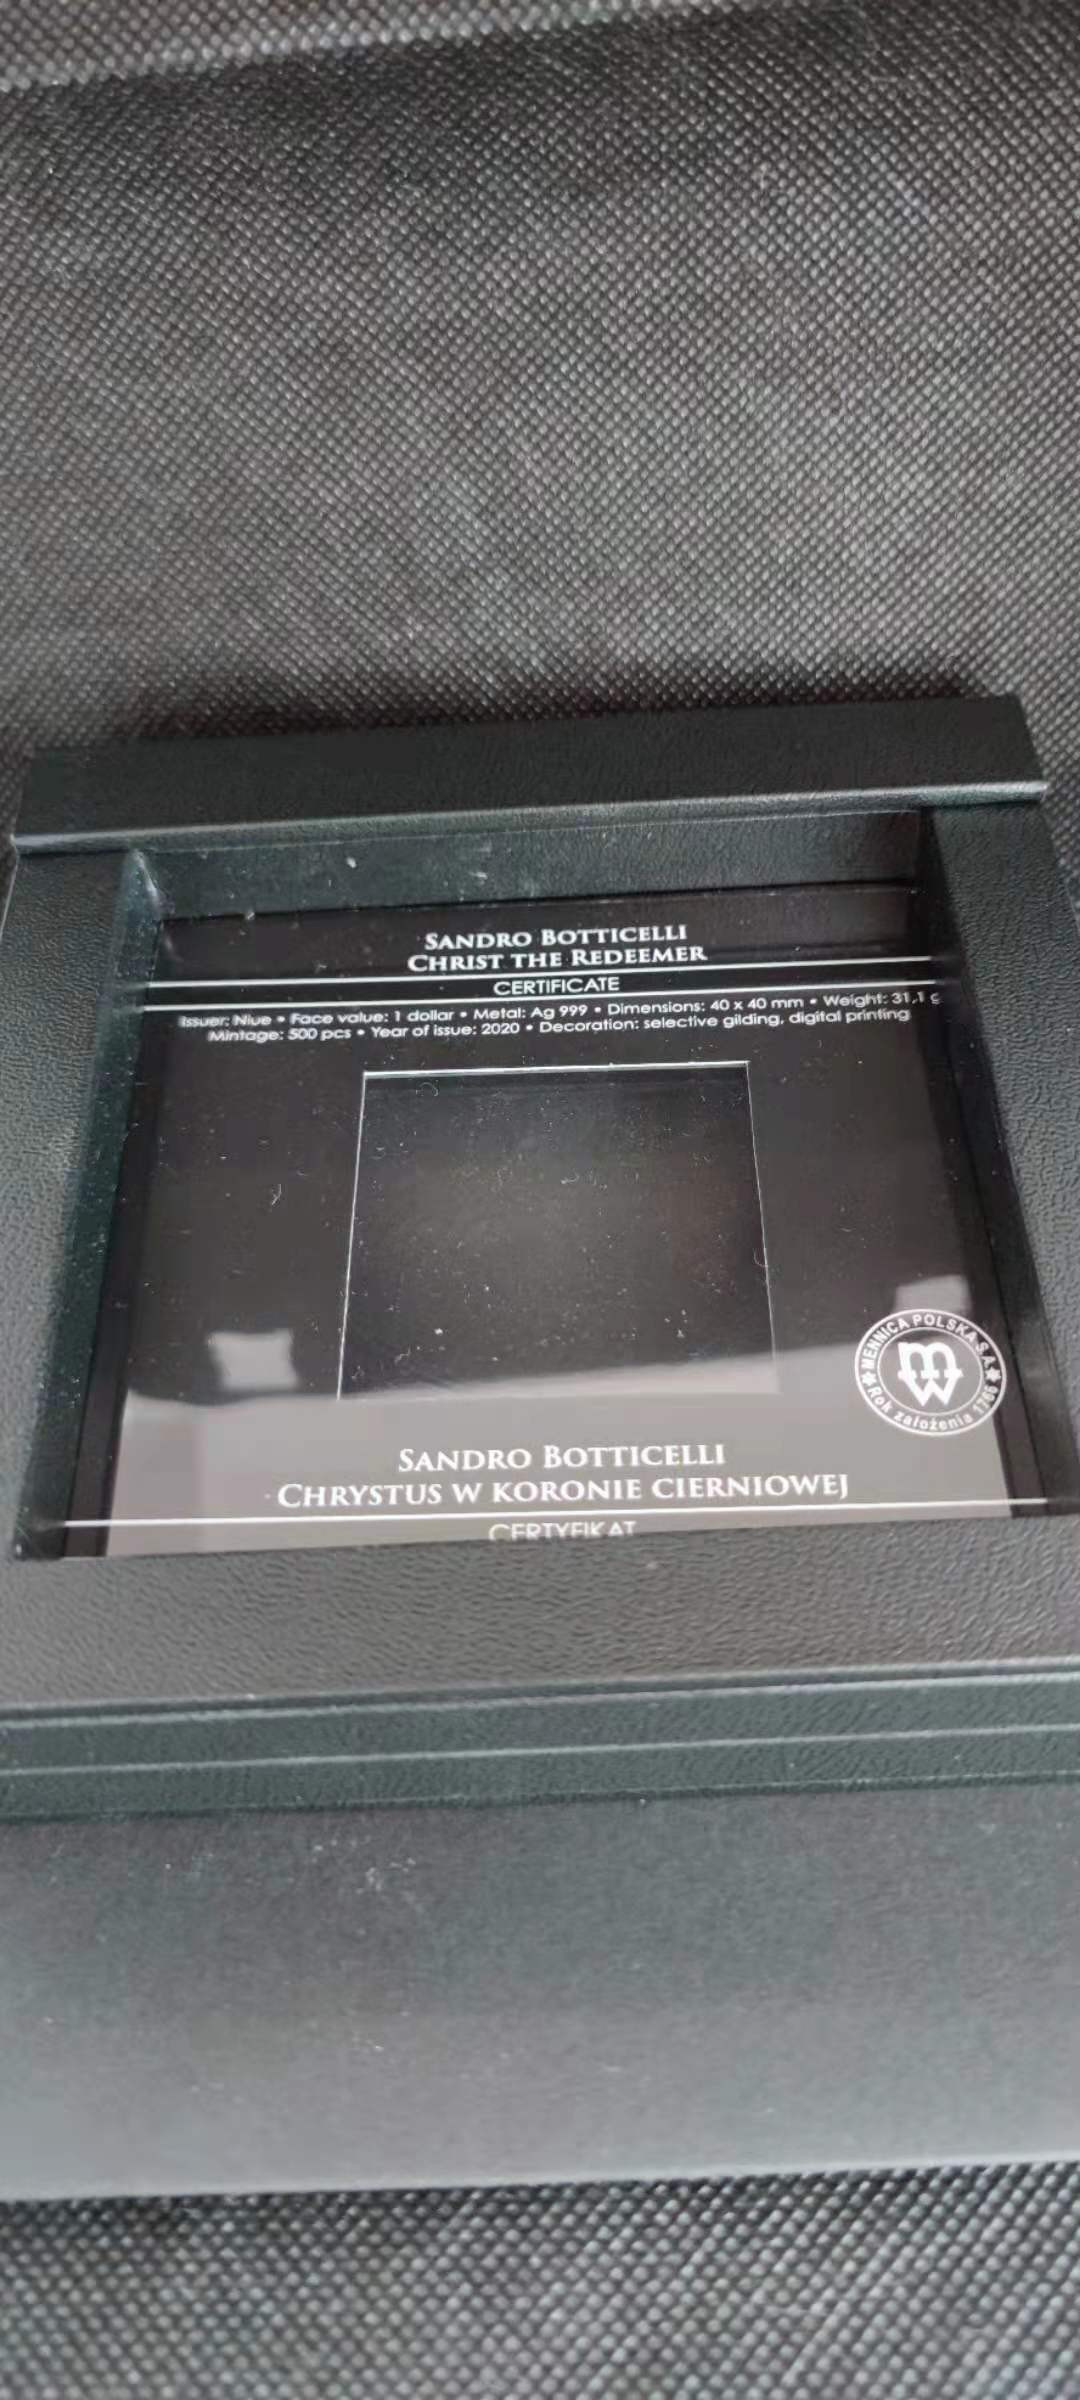 SANDRO BOTTICELLI
CHRIST THE REDEEMER
CERTIFICATE
Issuer: Niue • Face value: 1 dollar • Metal: Ag 999 • Dimensions: 40 x 40 mm • Weight: 31,1 g
Mintage: 500 pcs • Year of issue: 2020 • Decoration: selective gilding, digital printing
MENNICA POLSKA S.A.
MW
Rok założenia 1766
SANDRO BOTTICELLI
CHRYSTUS W KORONIE CIERNIOWEJ
CERTYFIKAT